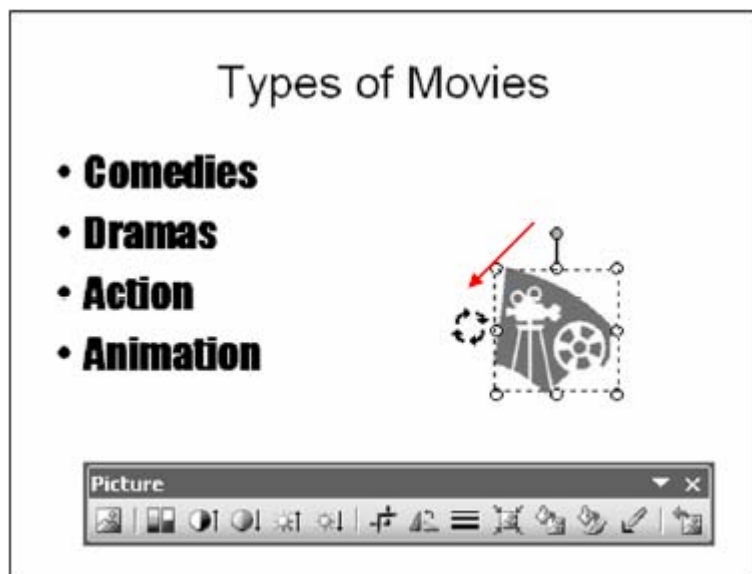 Types of Movies
• Comedies
• Dramas
• Action
• Animation
Picture